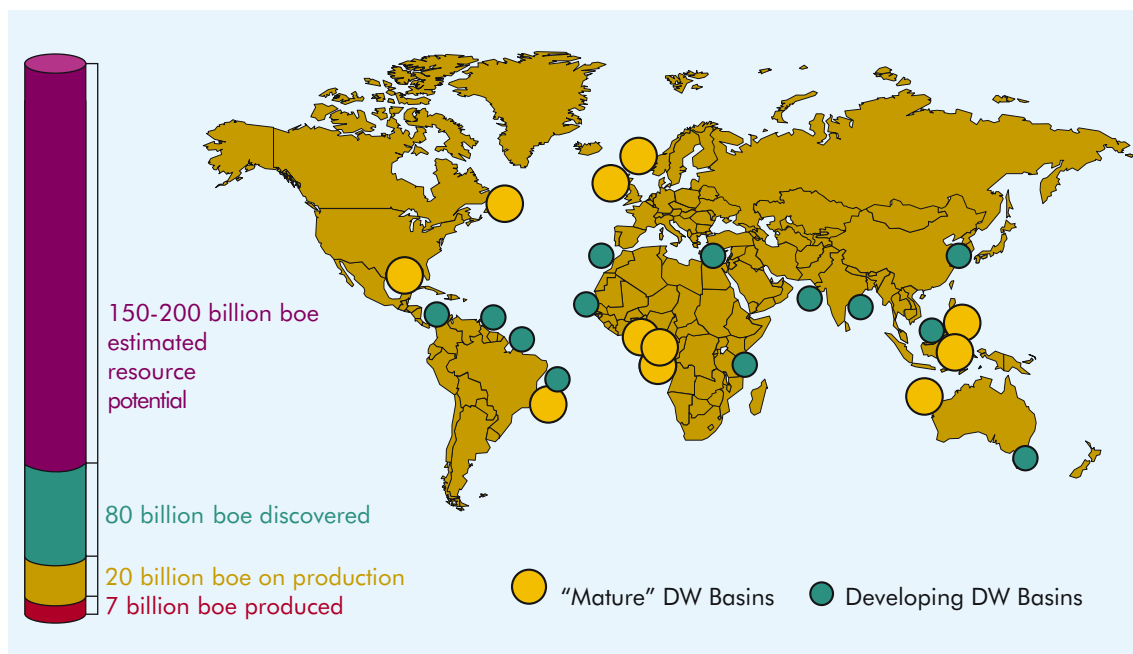 150-200 billion boe
estimated
resource
potential
80 billion boe discovered
20 billion boe on production
7 billion boe produced
“Mature” DW Basins
Developing DW Basins